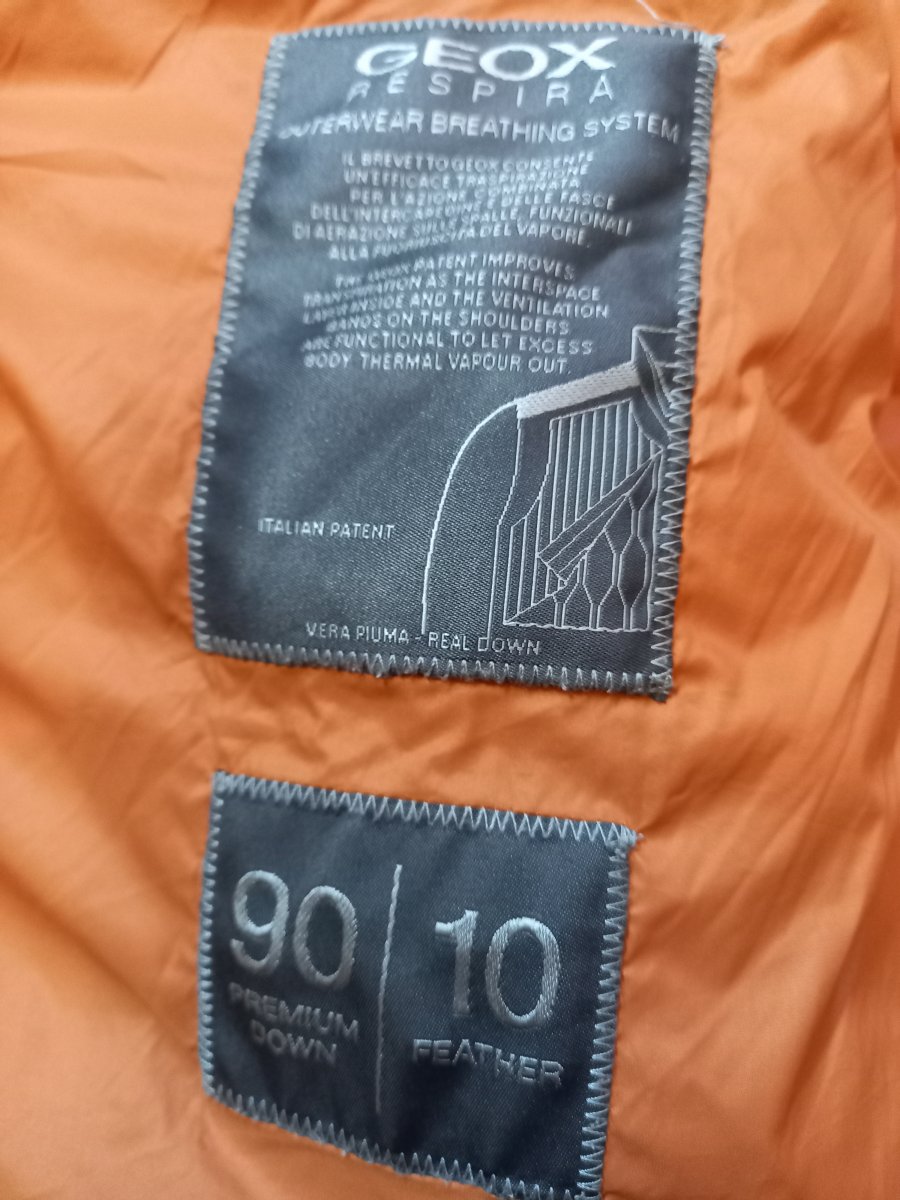 GEOX
RESPIRA
OUTERWEAR BREATHING SYSTEM
IL BREVETTO GEOX CONSENTE
UN'EFFICACE TRASPIRAZIONE
PER L'AZIONE COMBINATA
DELL'INTERCAPEDINE E DELLE FASCE
DI AERAZIONE SULLE SPALLE, FUNZIONALI
ALLA FUORIUSCITA DEL VAPORE.
THE GEOX PATENT IMPROVES
TRANSPIRATION AS THE INTERSPACE
LAYER INSIDE AND THE VENTILATION
BANDS ON THE SHOULDERS
ARE FUNCTIONAL TO LET EXCESS
BODY THERMAL VAPOUR OUT.
ITALIAN PATENT
VERA PIUMA - REAL DOWN
90 10
PREMIUM
DOWN
FEATHER